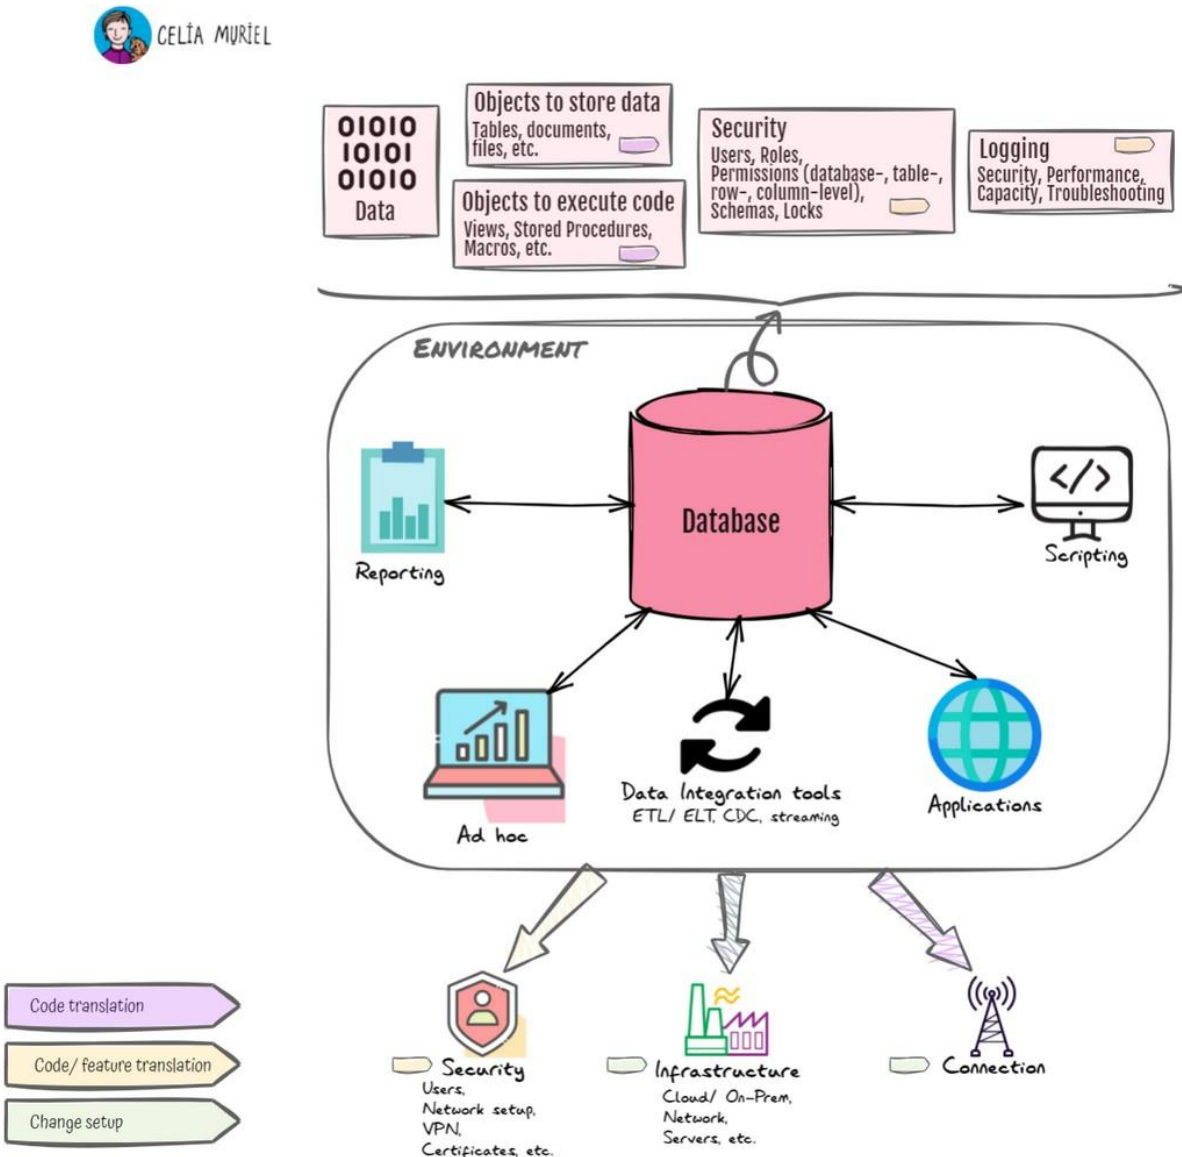 CELIA MURIEL
Objects to store data
Tables, documents,
files, etc.
01010
10101
01010
Data
Objects to execute code
Views, Stored Procedures,
Macros, etc.
Security
Users, Roles,
Permissions (database-, table-,
row-, column-level),
Schemas, Locks
Logging
Security, Performance,
Capacity, Troubleshooting
ENVIRONMENT
Database
Reporting
</>
Scripting
Ad hoc
Data Integration tools
ETL/ ELT, CDC, streaming
Applications
Code translation
Code/ feature translation
Change setup
Security
Users,
Network setup,
VPN,
Certificates, etc.
Infrastructure
Cloud/ On-Prem,
Network,
Servers, etc.
Connection